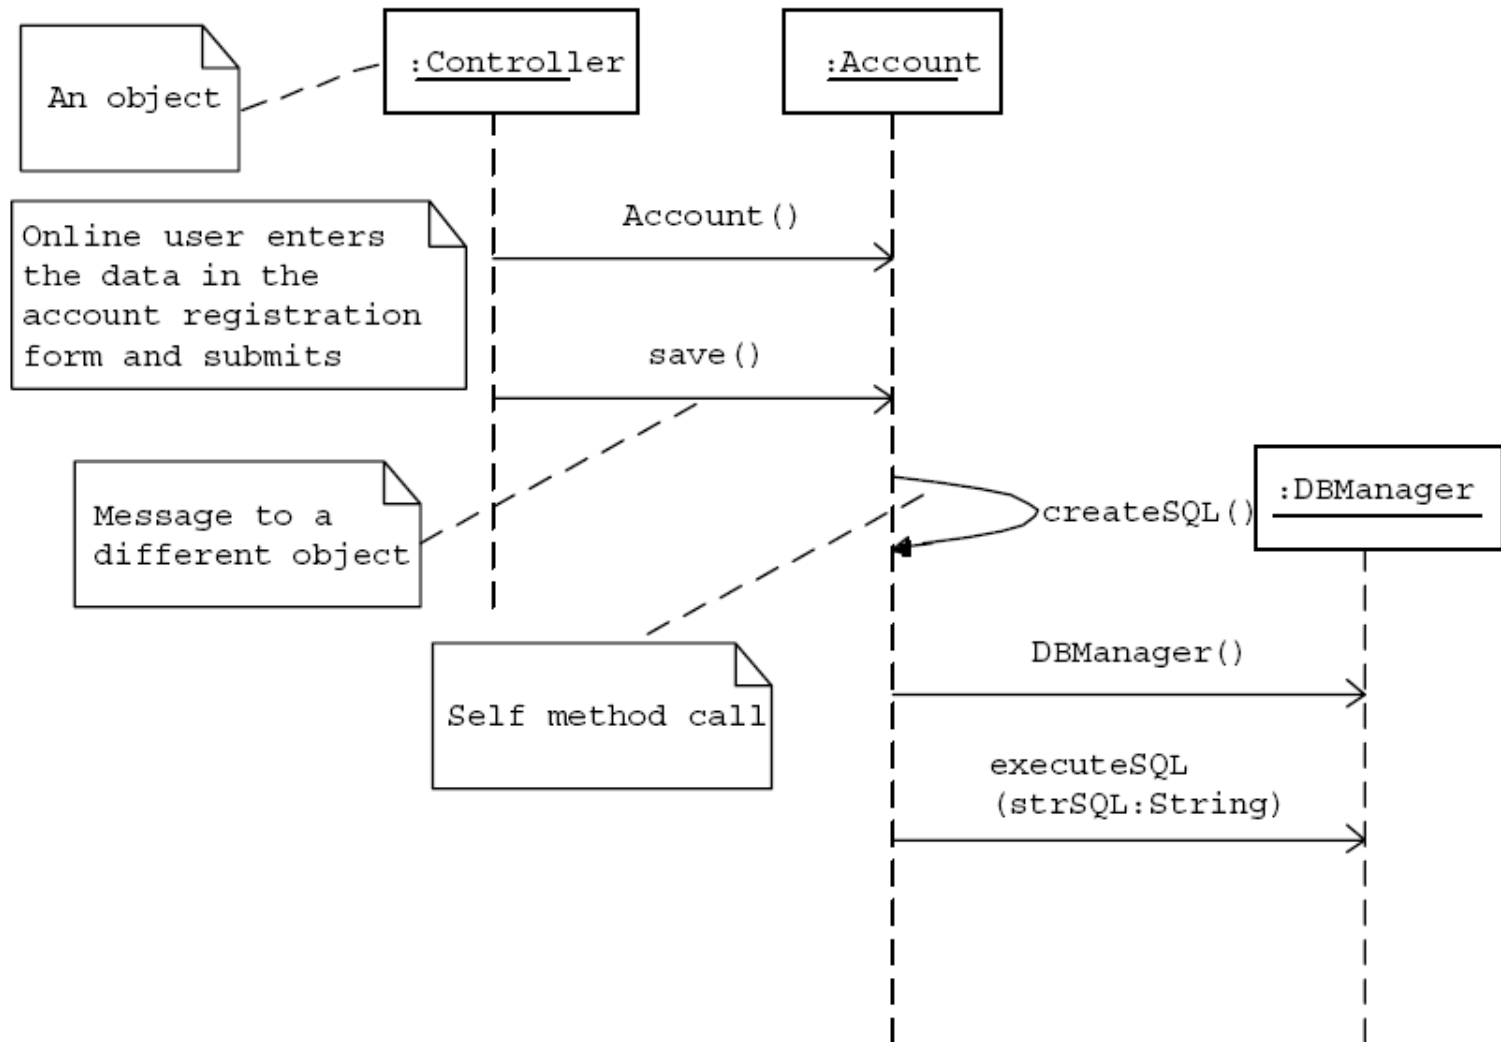 :Controller
:Account
An object
Account()
Online user enters
the data in the
account registration
form and submits
save()
:DBManager
createSQL()
Message to a
different object
DBManager()
Self method call
executeSQL
(strSQL:String)